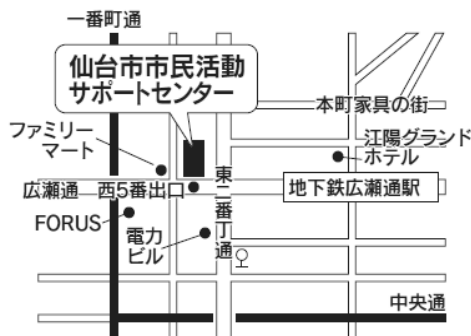 一番町通
仙台市市民活動
サポートセンター
本町家具の街
ファミリー
マート
江陽グランド
ホテル
東二番丁通
広瀬通
西5番出口
地下鉄広瀬通駅
FORUS
電力
ビル
中央通